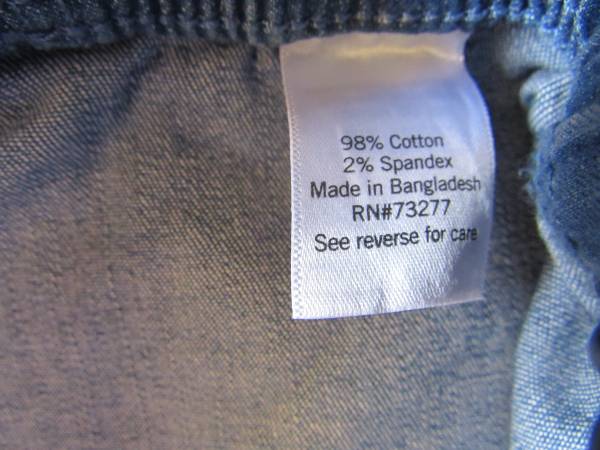 98% Cotton
2% Spandex
Made in Bangladesh
RN#73277
See reverse for care